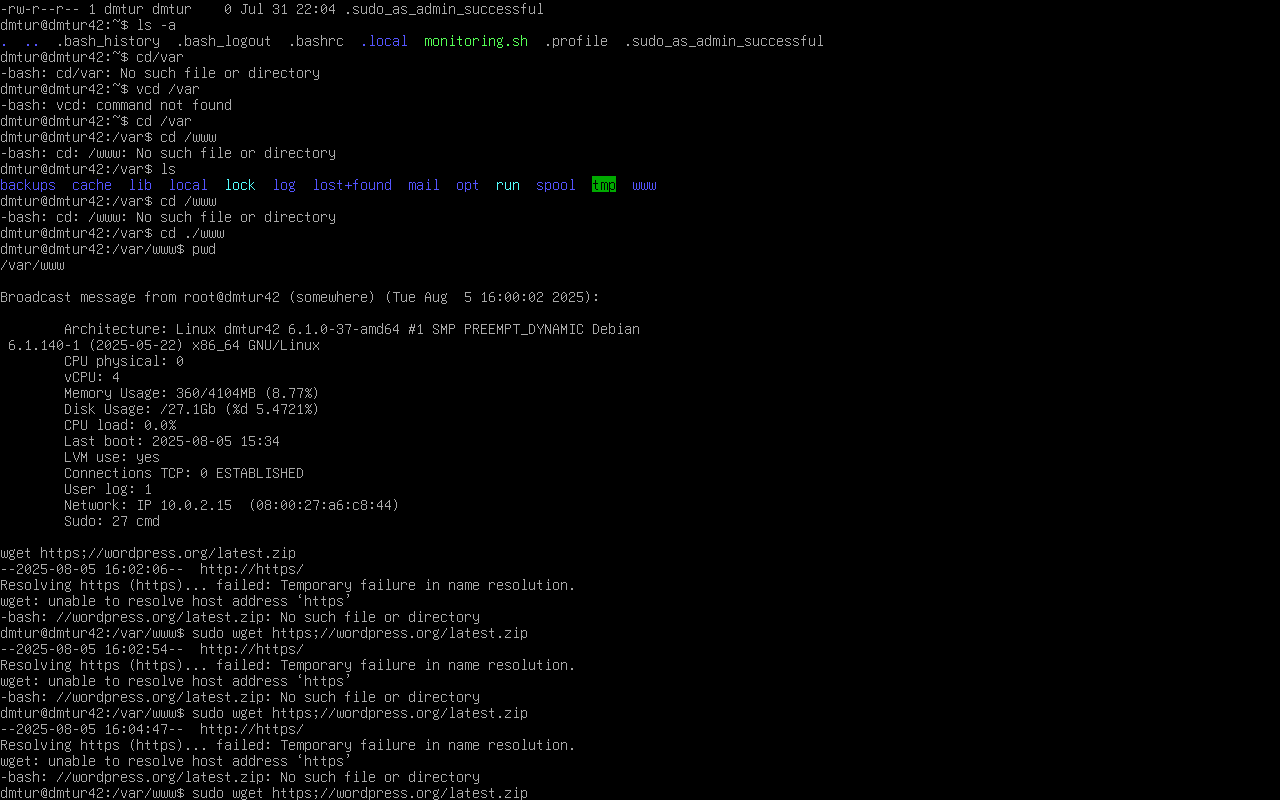 -rw-r--r-- 1 dmtur dmtur    0 Jul 31 22:04 .sudo_as_admin_successful
dmtur@dmtur42:~$ ls -a
.  ..  .bash_history  .bash_logout  .bashrc  .local  monitoring.sh  .profile  .sudo_as_admin_successful
dmtur@dmtur42:~$ cd/var
-bash: cd/var: No such file or directory
dmtur@dmtur42:~$ vcd /var
-bash: vcd: command not found
dmtur@dmtur42:~$ cd /var
dmtur@dmtur42:/var$ cd /www
-bash: cd: /www: No such file or directory
dmtur@dmtur42:/var$ ls
backups  cache  lib  local  lock  log  lost+found  mail  opt  run  spool  tmp  www
dmtur@dmtur42:/var$ cd /www
-bash: cd: /www: No such file or directory
dmtur@dmtur42:/var$ cd ./www
dmtur@dmtur42:/var/www$ pwd
/var/www

Broadcast message from root@dmtur42 (somewhere) (Tue Aug  5 16:00:02 2025):

        Architecture: Linux dmtur42 6.1.0-37-amd64 #1 SMP PREEMPT_DYNAMIC Debian
 6.1.140-1 (2025-05-22) x86_64 GNU/Linux
        CPU physical: 0
        vCPU: 4
        Memory Usage: 360/4104MB (8.77%)
        Disk Usage: /27.1Gb (%d 5.4721%)
        CPU load: 0.0%
        Last boot: 2025-08-05 15:34
        LVM use: yes
        Connections TCP: 0 ESTABLISHED
        User log: 1
        Network: IP 10.0.2.15  (08:00:27:a6:c8:44)
        Sudo: 27 cmd

wget https;//wordpress.org/latest.zip
--2025-08-05 16:02:06--  http://https/
Resolving https (https)... failed: Temporary failure in name resolution.
wget: unable to resolve host address ‘https’
-bash: //wordpress.org/latest.zip: No such file or directory
dmtur@dmtur42:/var/www$ sudo wget https;//wordpress.org/latest.zip
--2025-08-05 16:02:54--  http://https/
Resolving https (https)... failed: Temporary failure in name resolution.
wget: unable to resolve host address ‘https’
-bash: //wordpress.org/latest.zip: No such file or directory
dmtur@dmtur42:/var/www$ sudo wget https;//wordpress.org/latest.zip
--2025-08-05 16:04:47--  http://https/
Resolving https (https)... failed: Temporary failure in name resolution.
wget: unable to resolve host address ‘https’
-bash: //wordpress.org/latest.zip: No such file or directory
dmtur@dmtur42:/var/www$ sudo wget https;//wordpress.org/latest.zip